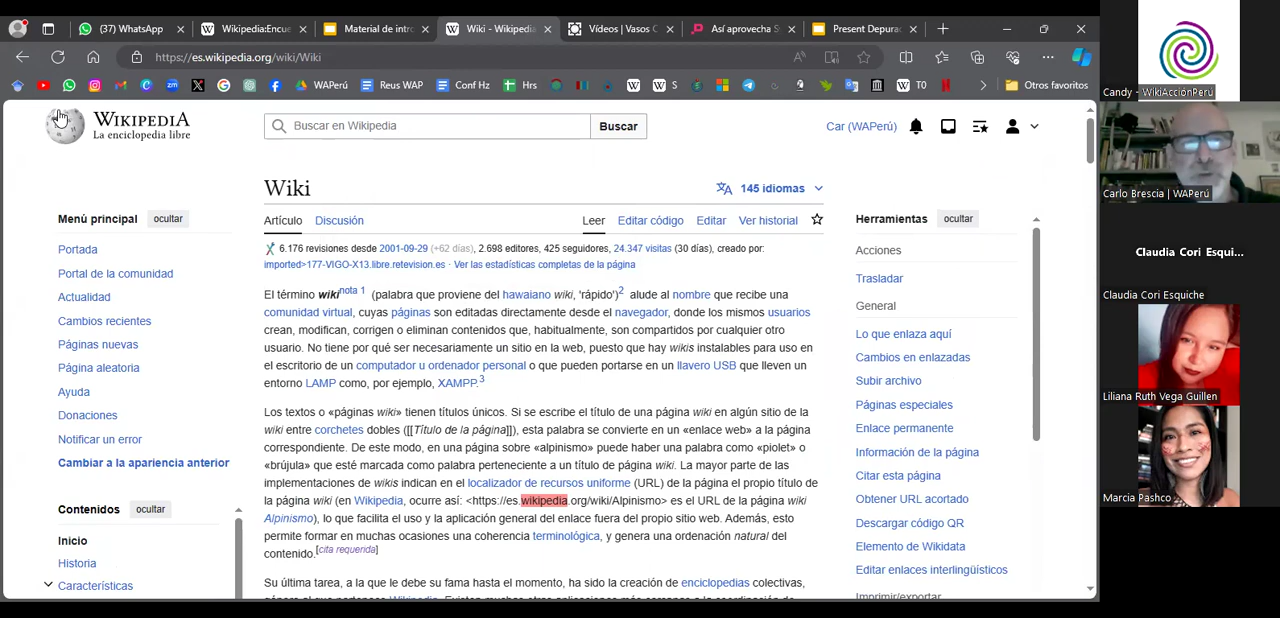 (37) WhatsApp
Wikipedia:Encue
Material de intro
Wiki - Wikipedia
Vídeos | Vasos C
Así aprovecha S
Present Depurac
https://es.wikipedia.org/wiki/Wiki
WAPerú
Reus WAP
Conf Hz
Hrs
W S
T0
Otros favoritos
WIKIPEDIA
La enciclopedia libre
Buscar en Wikipedia
Buscar
Car (WAPerú)
Menú principal
ocultar
Portada
Portal de la comunidad
Actualidad
Cambios recientes
Páginas nuevas
Página aleatoria
Ayuda
Donaciones
Notificar un error
Cambiar a la apariencia anterior
Contenidos
ocultar
Inicio
Historia
Características
Wiki
145 idiomas
Artículo
Discusión
Leer
Editar código
Editar
Ver historial
6.176 revisiones desde 2001-09-29 (+62 días), 2.698 editores, 425 seguidores, 24.347 visitas (30 días), creado por:
imported>177-VIGO-X13.libre.retevision.es · Ver las estadísticas completas de la página
El término wiki nota 1 (palabra que proviene del hawaiano wiki, 'rápido')2 alude al nombre que recibe una
comunidad virtual, cuyas páginas son editadas directamente desde el navegador, donde los mismos usuarios
crean, modifican, corrigen o eliminan contenidos que, habitualmente, son compartidos por cualquier otro
usuario. No tiene por qué ser necesariamente un sitio en la web, puesto que hay wikis instalables para uso en
el escritorio de un computador u ordenador personal o que pueden portarse en un llavero USB que lleven un
entorno LAMP como, por ejemplo, XAMPP.3
Los textos o «páginas wiki» tienen títulos únicos. Si se escribe el título de una página wiki en algún sitio de la
wiki entre corchetes dobles ([[Título de la página]]), esta palabra se convierte en un «enlace web» a la página
correspondiente. De este modo, en una página sobre «alpinismo» puede haber una palabra como «piolet» o
«brújula» que esté marcada como palabra perteneciente a un título de página wiki. La mayor parte de las
implementaciones de wikis indican en el localizador de recursos uniforme (URL) de la página el propio título de
la página wiki (en Wikipedia, ocurre así: <https://es.wikipedia.org/wiki/Alpinismo> es el URL de la página wiki
Alpinismo), lo que facilita el uso y la aplicación general del enlace fuera del propio sitio web. Además, esto
permite formar en muchas ocasiones una coherencia terminológica, y genera una ordenación natural del
contenido.[cita requerida]
Su última tarea, a la que le debe su fama hasta el momento, ha sido la creación de enciclopedias colectivas,
Herramientas
ocultar
Acciones
Trasladar
General
Lo que enlaza aquí
Cambios en enlazadas
Subir archivo
Páginas especiales
Enlace permanente
Información de la página
Citar esta página
Obtener URL acortado
Descargar código QR
Elemento de Wikidata
Editar enlaces interlingüísticos
Imprimir/exportar
Candy - WikiAcciónPerú
Carlo Brescia | WAPerú
Claudia Cori Esqui...
Claudia Cori Esquiche
Liliana Ruth Vega Guillen
Marcia Pashco